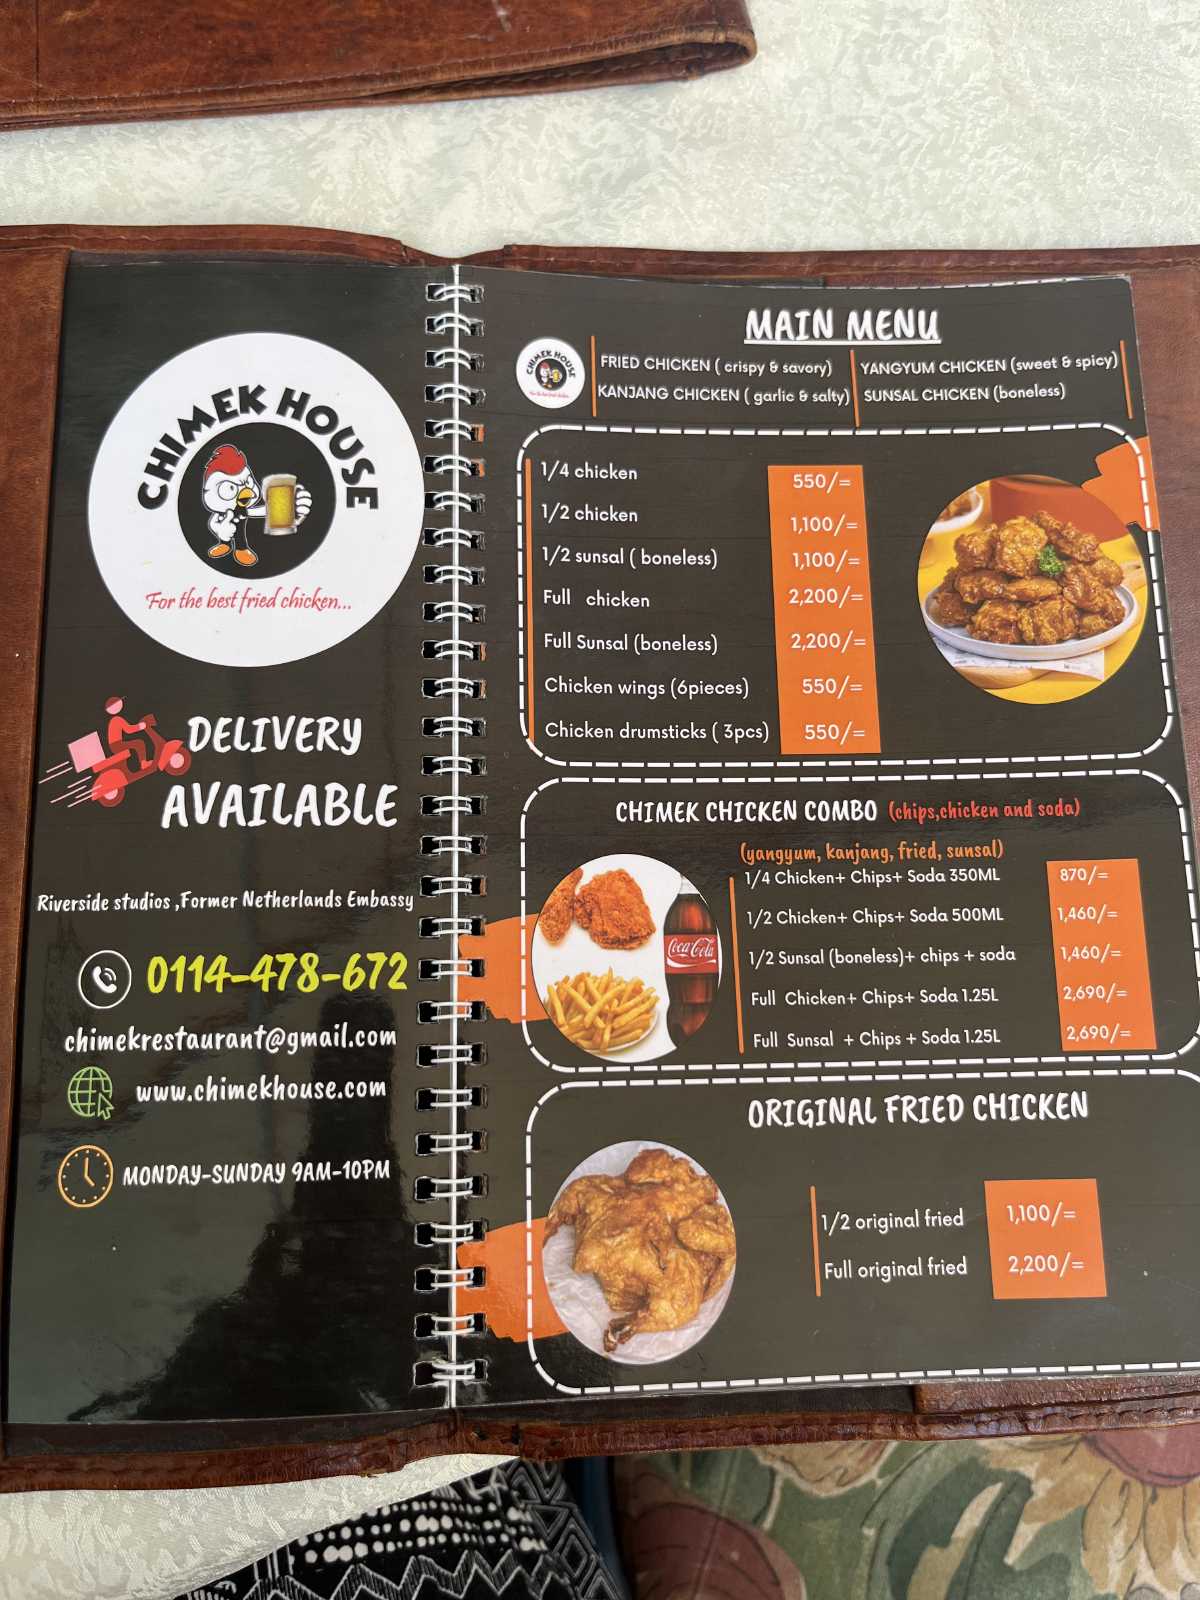 CHIMEK HOUSE
For the best fried chicken...
DELIVERY
AVAILABLE
Riverside studios ,Former Netherlands Embassy
0114-478-672
chimekrestaurant@gmail.com
www.chimekhouse.com
MONDAY-SUNDAY 9AM-10PM
MAIN MENU
CHIMEK HOUSE
FRIED CHICKEN ( crispy & savory)
KANJANG CHICKEN ( garlic & salty)
YANGYUM CHICKEN (sweet & spicy)
SUNSAL CHICKEN (boneless)
1/4 chicken 550/=
1/2 chicken 1,100/=
1/2 sunsal ( boneless) 1,100/=
Full chicken 2,200/=
Full Sunsal (boneless) 2,200/=
Chicken wings (6pieces) 550/=
Chicken drumsticks ( 3pcs) 550/=
CHIMEK CHICKEN COMBO (chips,chicken and soda)
(yangyum, kanjang, fried, sunsal)
1/4 Chicken+ Chips+ Soda 350ML 870/=
1/2 Chicken+ Chips+ Soda 500ML 1,460/=
1/2 Sunsal (boneless)+ chips + soda 1,460/=
Full Chicken+ Chips+ Soda 1.25L 2,690/=
Full Sunsal + Chips + Soda 1.25L 2,690/=
Coca-Cola
ORIGINAL FRIED CHICKEN
1/2 original fried 1,100/=
Full original fried 2,200/=